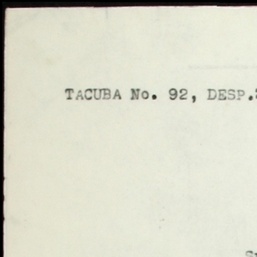 TACUBA No. 92, DESP.